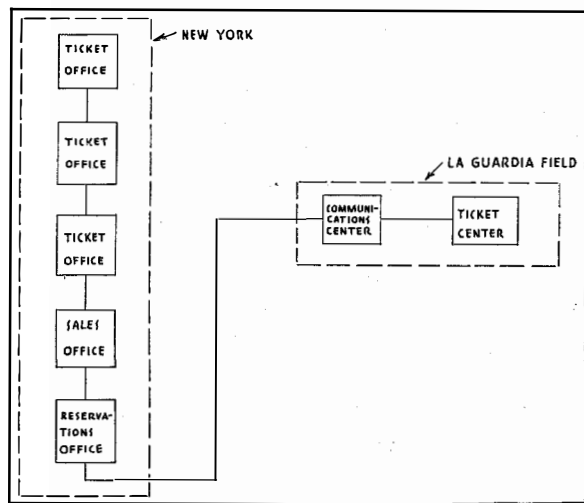 NEW YORK
TICKET
OFFICE
TICKET
OFFICE
TICKET
OFFICE
SALES
OFFICE
RESERVA-
TIONS
OFFICE
LA GUARDIA FIELD
COMMUNI-
CATIONS
CENTER
TICKET
CENTER